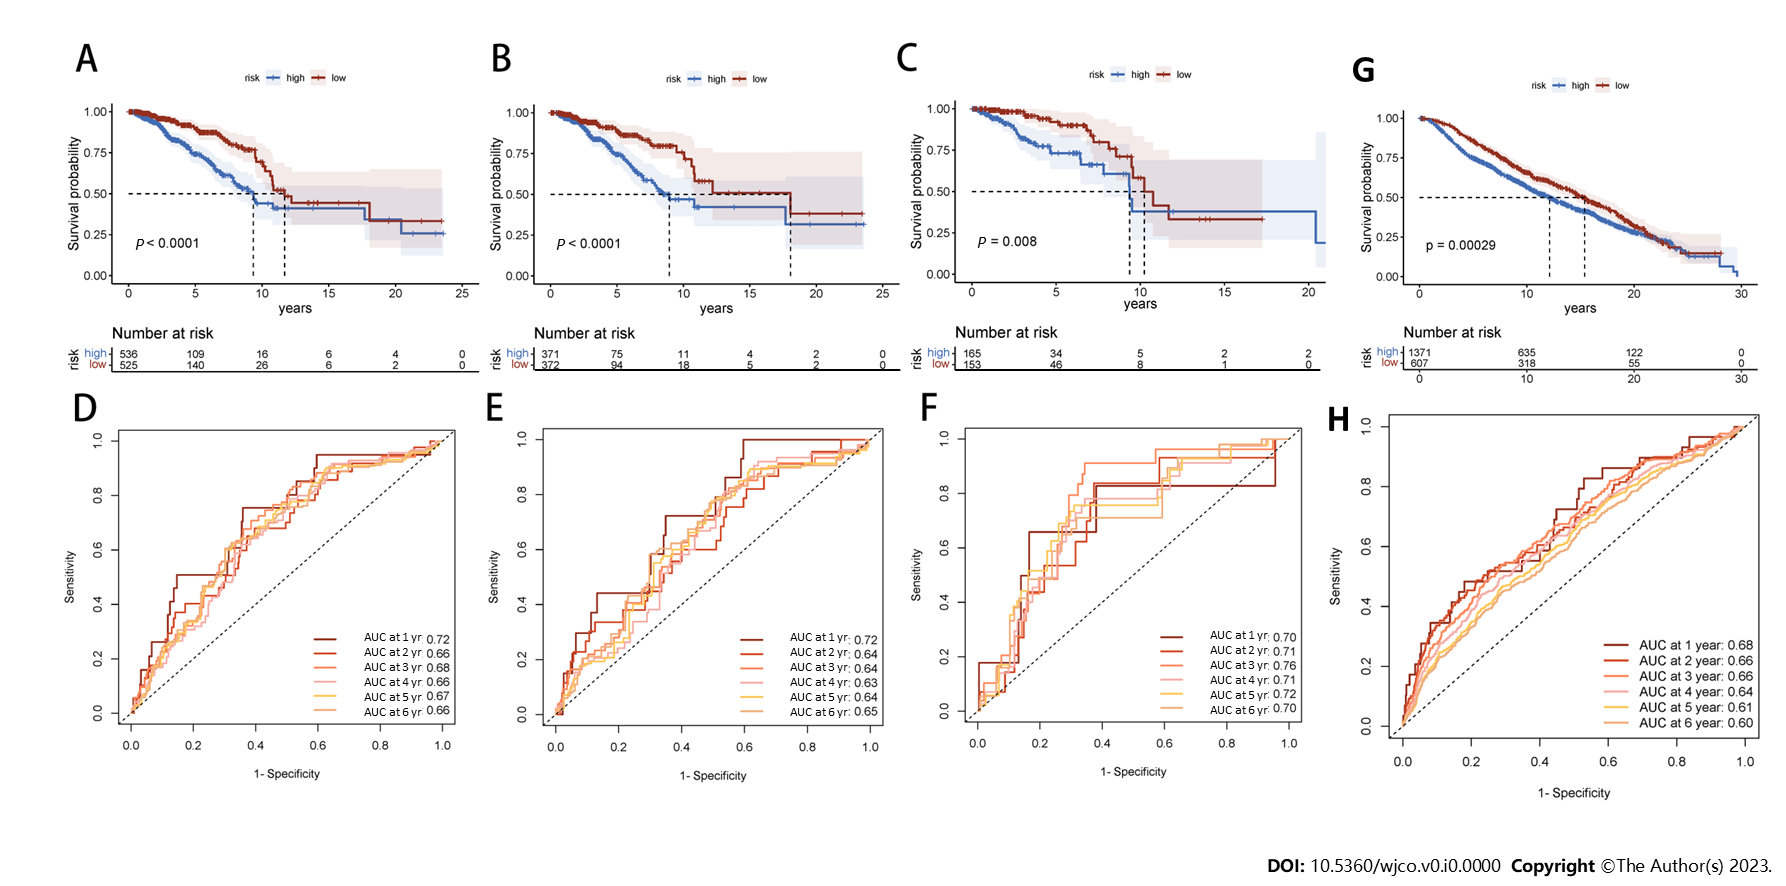 A
risk high low
Survival probability
1.00
0.75
0.50
0.25
0.00
P < 0.0001
0 5 10 15 20 25
years
Number at risk
risk
high 536 109 16 6 4 0
low 525 140 26 6 2 0
B
risk high low
Survival probability
1.00
0.75
0.50
0.25
0.00
P < 0.0001
0 5 10 15 20 25
years
Number at risk
risk
high 371 75 11 4 2 0
low 372 94 18 5 2 0
C
risk high low
Survival probability
1.00
0.75
0.50
0.25
0.00
P = 0.008
0 5 10 15 20
years
Number at risk
risk
high 165 34 5 2 2
low 153 46 8 1 0
G
risk high low
Survival probability
1.00
0.75
0.50
0.25
0.00
p = 0.00029
0 10 20 30
years
Number at risk
risk
high 1371 635 122 0
low 607 318 55 0
0 10 20 30
D
Sensitivity
1.0
0.8
0.6
0.4
0.2
0.0
AUC at 1 yr: 0.72
AUC at 2 yr: 0.66
AUC at 3 yr: 0.68
AUC at 4 yr: 0.66
AUC at 5 yr: 0.67
AUC at 6 yr: 0.66
0.0 0.2 0.4 0.6 0.8 1.0
1- Specificity
E
Sensitivity
1.0
0.8
0.6
0.4
0.2
0.0
AUC at 1 yr: 0.72
AUC at 2 yr: 0.64
AUC at 3 yr: 0.64
AUC at 4 yr: 0.63
AUC at 5 yr: 0.64
AUC at 6 yr: 0.65
0.0 0.2 0.4 0.6 0.8 1.0
1- Specificity
F
Sensitivity
1.0
0.8
0.6
0.4
0.2
0.0
AUC at 1 yr: 0.70
AUC at 2 yr: 0.71
AUC at 3 yr: 0.76
AUC at 4 yr: 0.71
AUC at 5 yr: 0.72
AUC at 6 yr: 0.70
0.0 0.2 0.4 0.6 0.8 1.0
1- Specificity
H
Sensitivity
1.0
0.8
0.6
0.4
0.2
0.0
AUC at 1 year: 0.68
AUC at 2 year: 0.66
AUC at 3 year: 0.66
AUC at 4 year: 0.64
AUC at 5 year: 0.61
AUC at 6 year: 0.60
0.0 0.2 0.4 0.6 0.8 1.0
1- Specificity
DOI: 10.5360/wjco.v0.i0.0000 Copyright ©The Author(s) 2023.